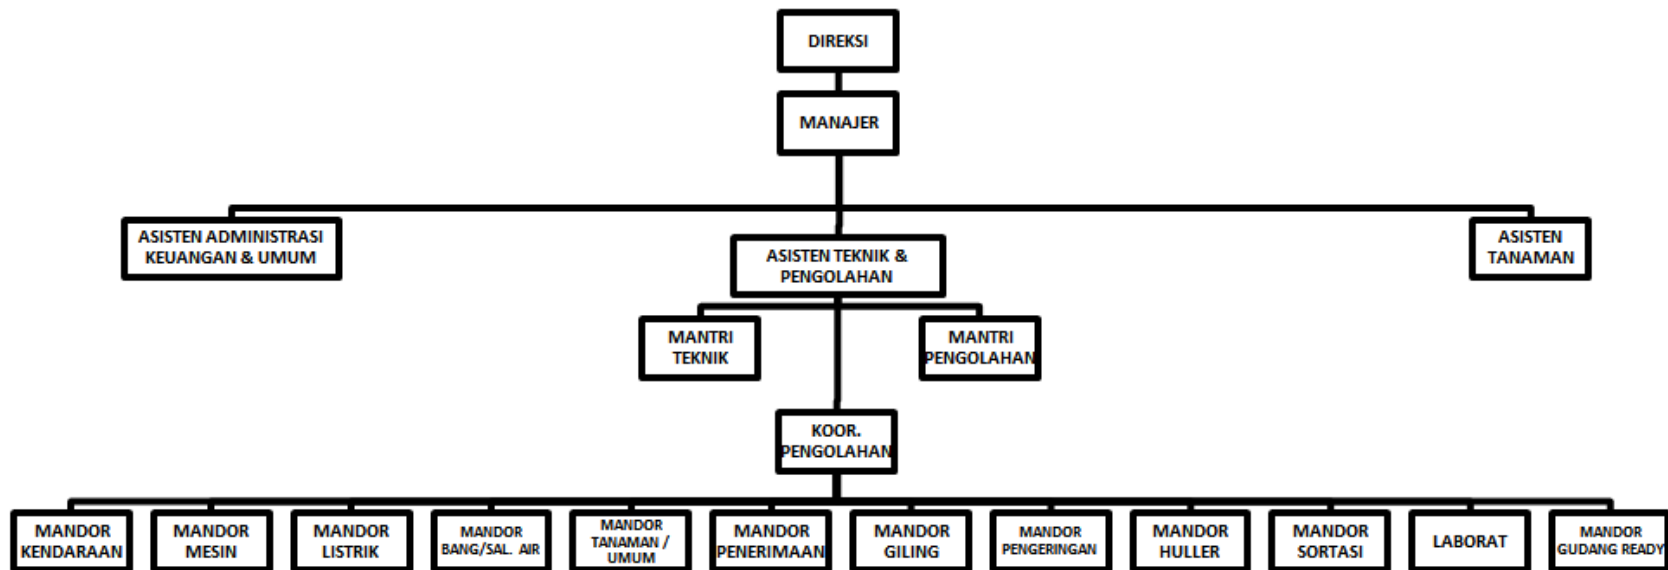 DIREKSI
MANAJER
ASISTEN ADMINISTRASI
KEUANGAN & UMUM
ASISTEN TEKNIK &
PENGOLAHAN
ASISTEN
TANAMAN
MANTRI
TEKNIK
MANTRI
PENGOLAHAN
KOOR.
PENGOLAHAN
MANDOR
KENDARAAN
MANDOR
MESIN
MANDOR
LISTRIK
MANDOR
BANG/SAL. AIR
MANDOR
TANAMAN /
UMUM
MANDOR
PENERIMAAN
MANDOR
GILING
MANDOR
PENGERINGAN
MANDOR
HULLER
MANDOR
SORTASI
LABORAT
MANDOR
GUDANG READY